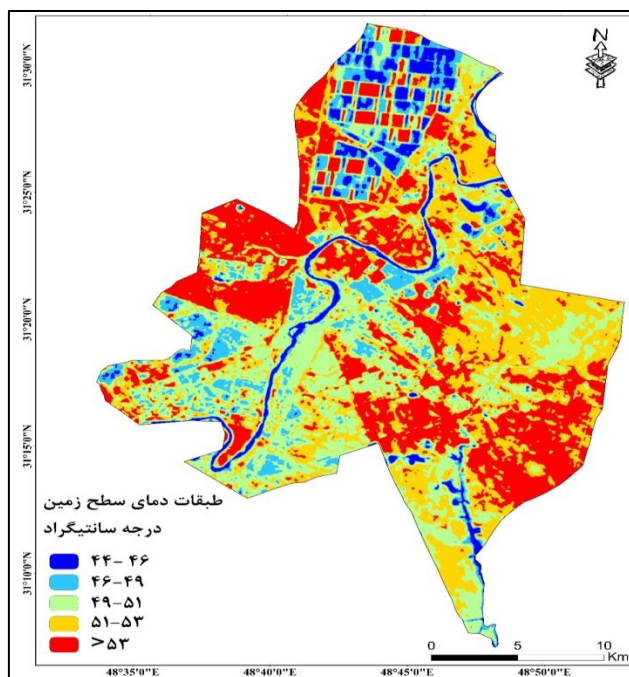 N
31°30'0"N
31°25'0"N
31°20'0"N
31°15'0"N
31°10'0"N
طبقات دمای سطح زمین
درجه سانتیگراد
۴۴-۴۶
۴۶-۴۹
۴۹-۵۱
۵۱-۵۳
>۵۳
0 5 10
Km
48°35'0"E 48°40'0"E 48°45'0"E 48°50'0"E